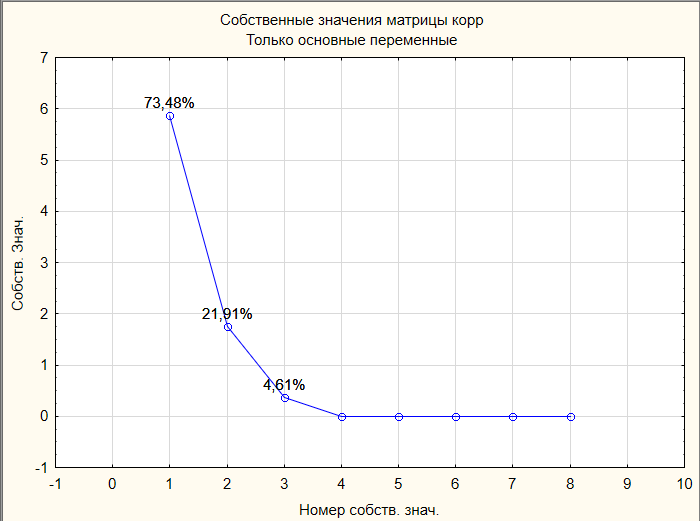 Собственные значения матрицы корр
Только основные переменные
7
6
5
4
3
2
1
0
-1
73,48%
21,91%
4,61%
Собств. Знач.
-1 0 1 2 3 4 5 6 7 8 9 10
Номер собств. знач.